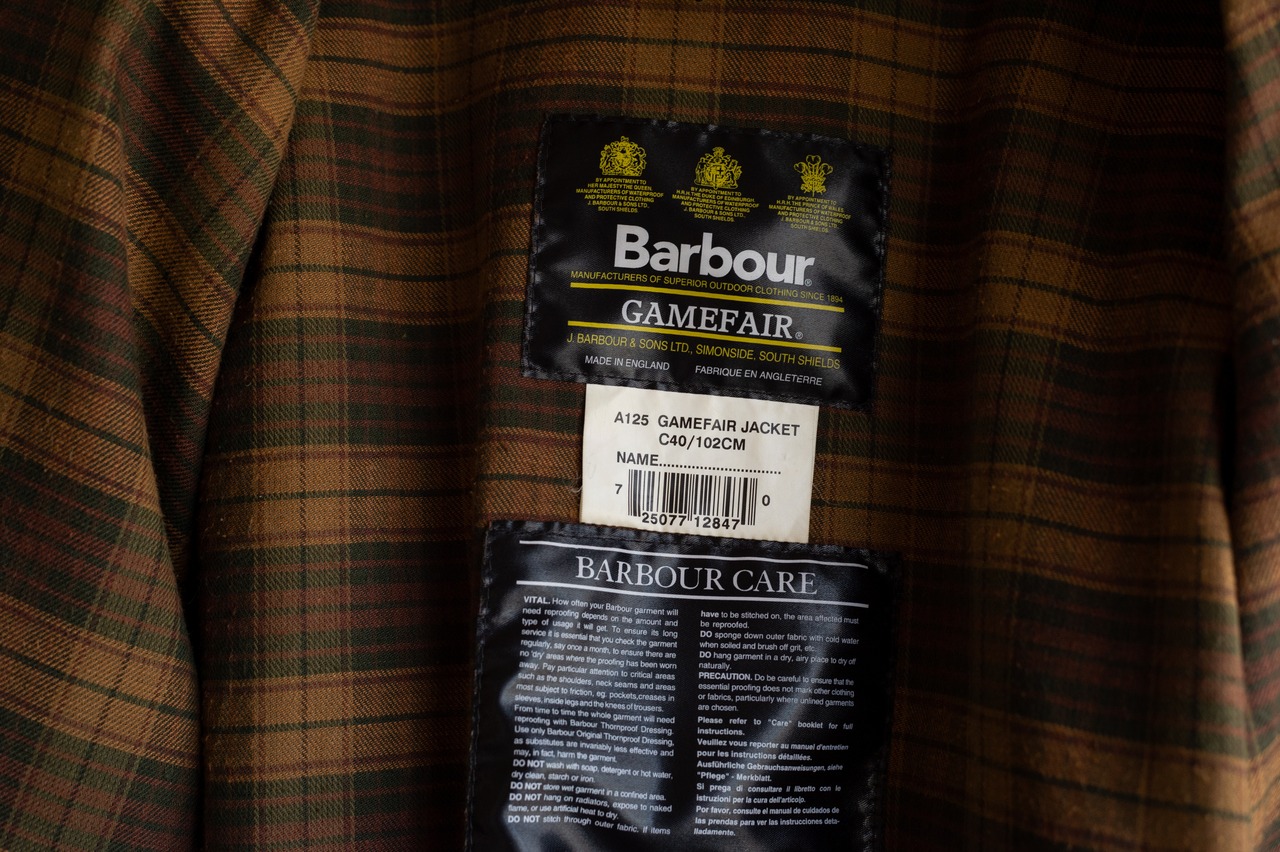 BY APPOINTMENT TO
HER MAJESTY THE QUEEN.
MANUFACTURERS OF WATERPROOF
AND PROTECTIVE CLOTHING
J. BARBOUR & SONS LTD.
SOUTH SHIELDS
BY APPOINTMENT TO
H.R.H. THE DUKE OF EDINBURGH
MANUFACTURERS OF WATERPROOF
AND PROTECTIVE CLOTHING
J. BARBOUR & SONS LTD.
SOUTH SHIELDS.
BY APPOINTMENT TO
H.R.H. THE PRINCE OF WALES
MANUFACTURERS OF WATERPROOF
AND PROTECTIVE CLOTHING
J. BARBOUR & SONS LTD.
SOUTH SHIELDS.
Barbour®
MANUFACTURERS OF SUPERIOR OUTDOOR CLOTHING SINCE 1894
GAMEFAIR®
J. BARBOUR & SONS LTD., SIMONSIDE, SOUTH SHIELDS
MADE IN ENGLAND FABRIQUE EN ANGLETERRE
A125 GAMEFAIR JACKET
C40/102CM
NAME............................
7 25077 12847 0
BARBOUR CARE
VITAL. How often your Barbour garment will
need reproofing depends on the amount and
type of usage it will get. To ensure its long
service it is essential that you check the garment
regularly, say once a month, to ensure there are
no 'dry' areas where the proofing has been worn
away. Pay particular attention to critical areas
such as the shoulders, neck seams and areas
most subject to friction, eg. pockets,creases in
sleeves, inside legs and the knees of trousers.
From time to time the whole garment will need
reproofing with Barbour Thornproof Dressing.
Use only Barbour Original Thornproof Dressing,
as substitutes are invariably less effective and
may, in fact, harm the garment.
DO NOT wash with soap, detergent or hot water,
dry clean, starch or iron.
DO NOT store wet garment in a confined area.
DO NOT hang on radiators, expose to naked
flame, or use artificial heat to dry.
DO NOT stitch through outer fabric. If items
have to be stitched on, the area affected must
be reproofed.
DO sponge down outer fabric with cold water
when soiled and brush off grit, etc.
DO hang garment in a dry, airy place to dry off
naturally.
PRECAUTION. Do be careful to ensure that the
essential proofing does not mark other clothing
or fabrics, particularly where unlined garments
are chosen.
Please refer to "Care" booklet for full
instructions.
Veuillez vous reporter au manuel d'entretien
pour les instructions détaillées.
Ausführliche Gebrauchsanweisungen, siehe
"Pflege" - Merkblatt.
Si prega di consultare il libretto con le
istruzioni per la cura dell'articolo.
Por favor, consulte el manual de cuidados de
las prendas para ver las instrucciones deta-
lladamente.